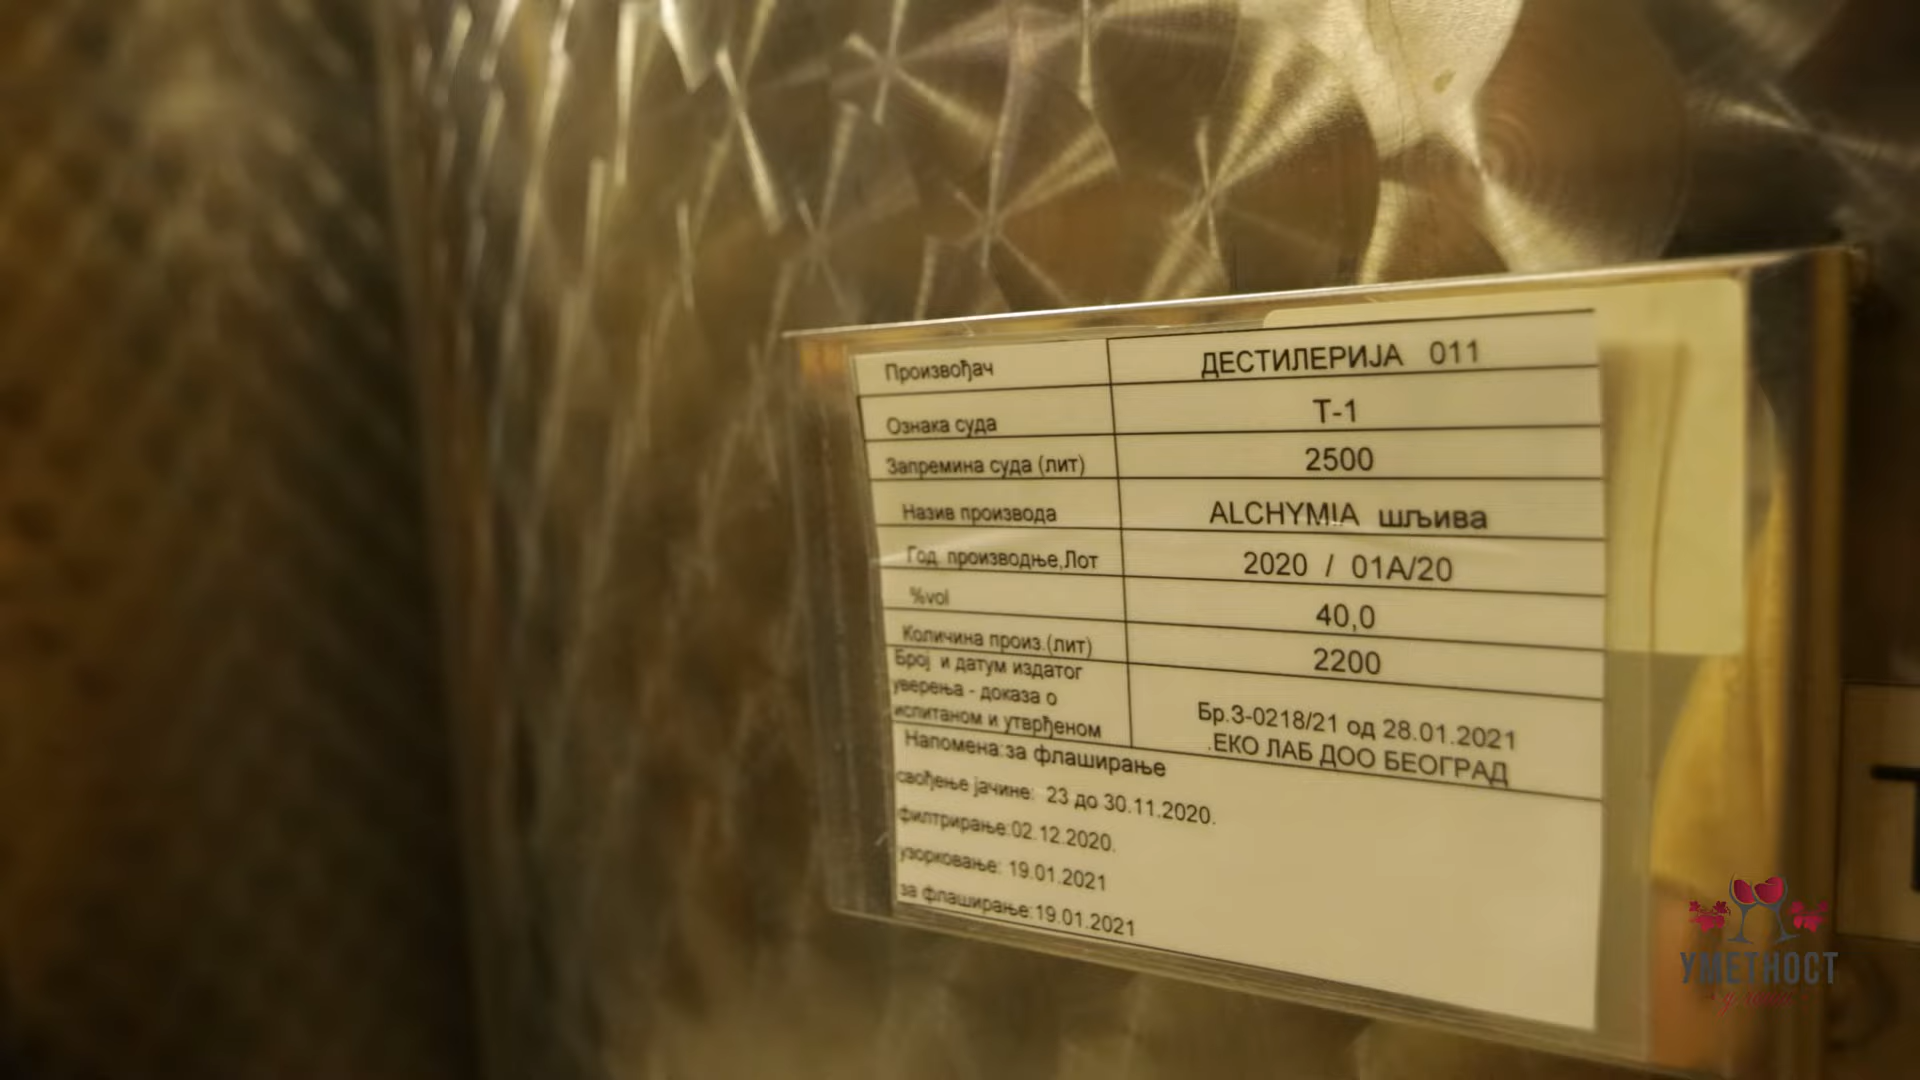 Произвођач ДЕСТИЛЕРИЈА 011
Ознака суда Т-1
Запремина суда (лит) 2500
Назив производа ALCHYMIA шљива
Год. производње,Лот 2020 / 01А/20
%vol 40,0
Количина произ.(лит) 2200
Број и датум издатог
уверења - доказа о
испитаном и утврђеном
Бр.3-0218/21 од 28.01.2021
.ЕКО ЛАБ ДОО БЕОГРАД
Напомена:за флаширање
свођење јачине: 23 до 30.11.2020.
филтрирање:02.12.2020.
узорковање: 19.01.2021
за флаширање:19.01.2021
УМЕТНОСТ